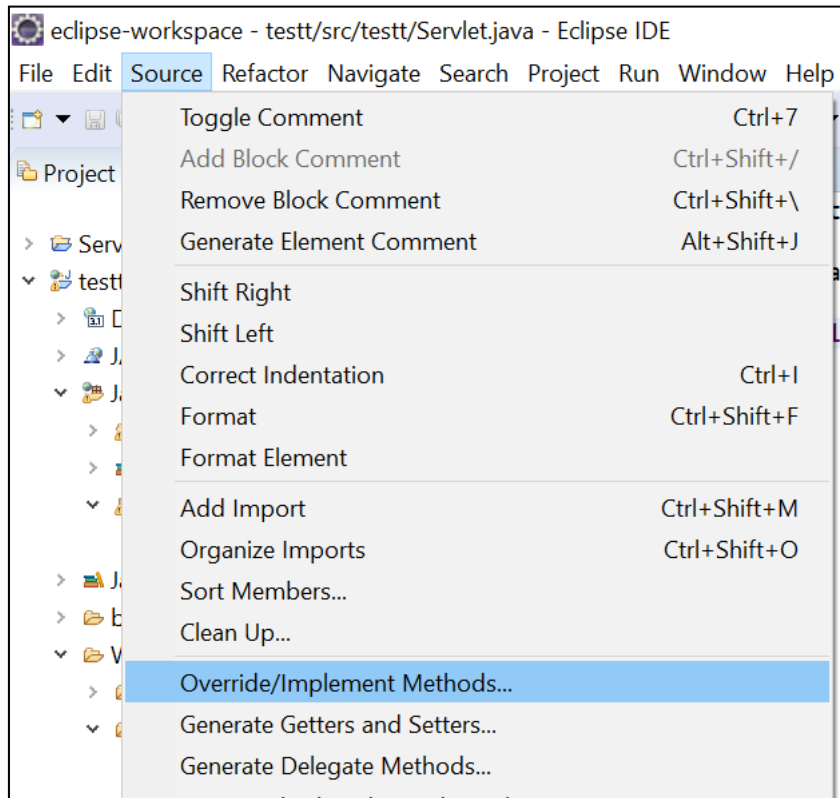 eclipse-workspace - testt/src/testt/Servlet.java - Eclipse IDE
File Edit Source Refactor Navigate Search Project Run Window Help
Toggle Comment Ctrl+7
Add Block Comment Ctrl+Shift+/
Project
Remove Block Comment Ctrl+Shift+\
Generate Element Comment Alt+Shift+J
testt
Shift Right
Shift Left
Correct Indentation Ctrl+I
Format Ctrl+Shift+F
Format Element
Add Import Ctrl+Shift+M
Organize Imports Ctrl+Shift+O
Sort Members...
Clean Up...
Override/Implement Methods...
Generate Getters and Setters...
Generate Delegate Methods...